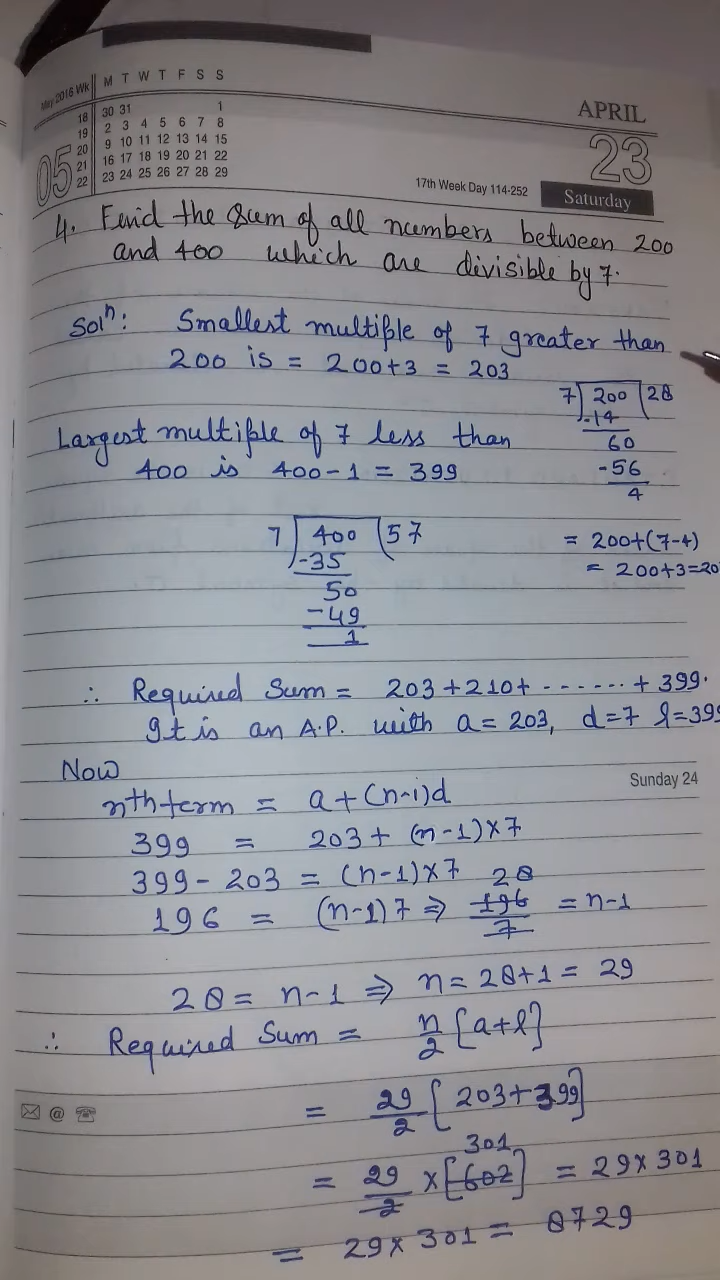 May 2016 Wk M T W T F S S
18 30 31 1
19 2 3 4 5 6 7 8
20 9 10 11 12 13 14 15
21 16 17 18 19 20 21 22
22 23 24 25 26 27 28 29
05
APRIL
23
17th Week Day 114-252
Saturday
4. Find the Sum of all numbers between 200
and 400 which are divisible by 7.
Solⁿ: Smallest multiple of 7 greater than
200 is = 200+3 = 203
7 200 28
-14
60
-56
4
Largest multiple of 7 less than
400 is 400-1 = 399
7 400 57
-35
50
-49
1
= 200+(7-4)
= 200+3=20
∴ Required Sum = 203+210+ - - - - - - + 399.
It is an A.P. with a = 203, d=7 l=399
Now
Sunday 24
nth term = a+(n-1)d
399 = 203+ (n-1)×7
399 - 203 = (n-1)×7
28
196 = (n-1)7 ⇒ 196/7 = n-1
28 = n-1 ⇒ n = 28+1 = 29
∴ Required Sum = n/2 [a+l]
= 29/2 [203+399]
301
= 29/2 × [602] = 29×301
= 29×301 = 8729